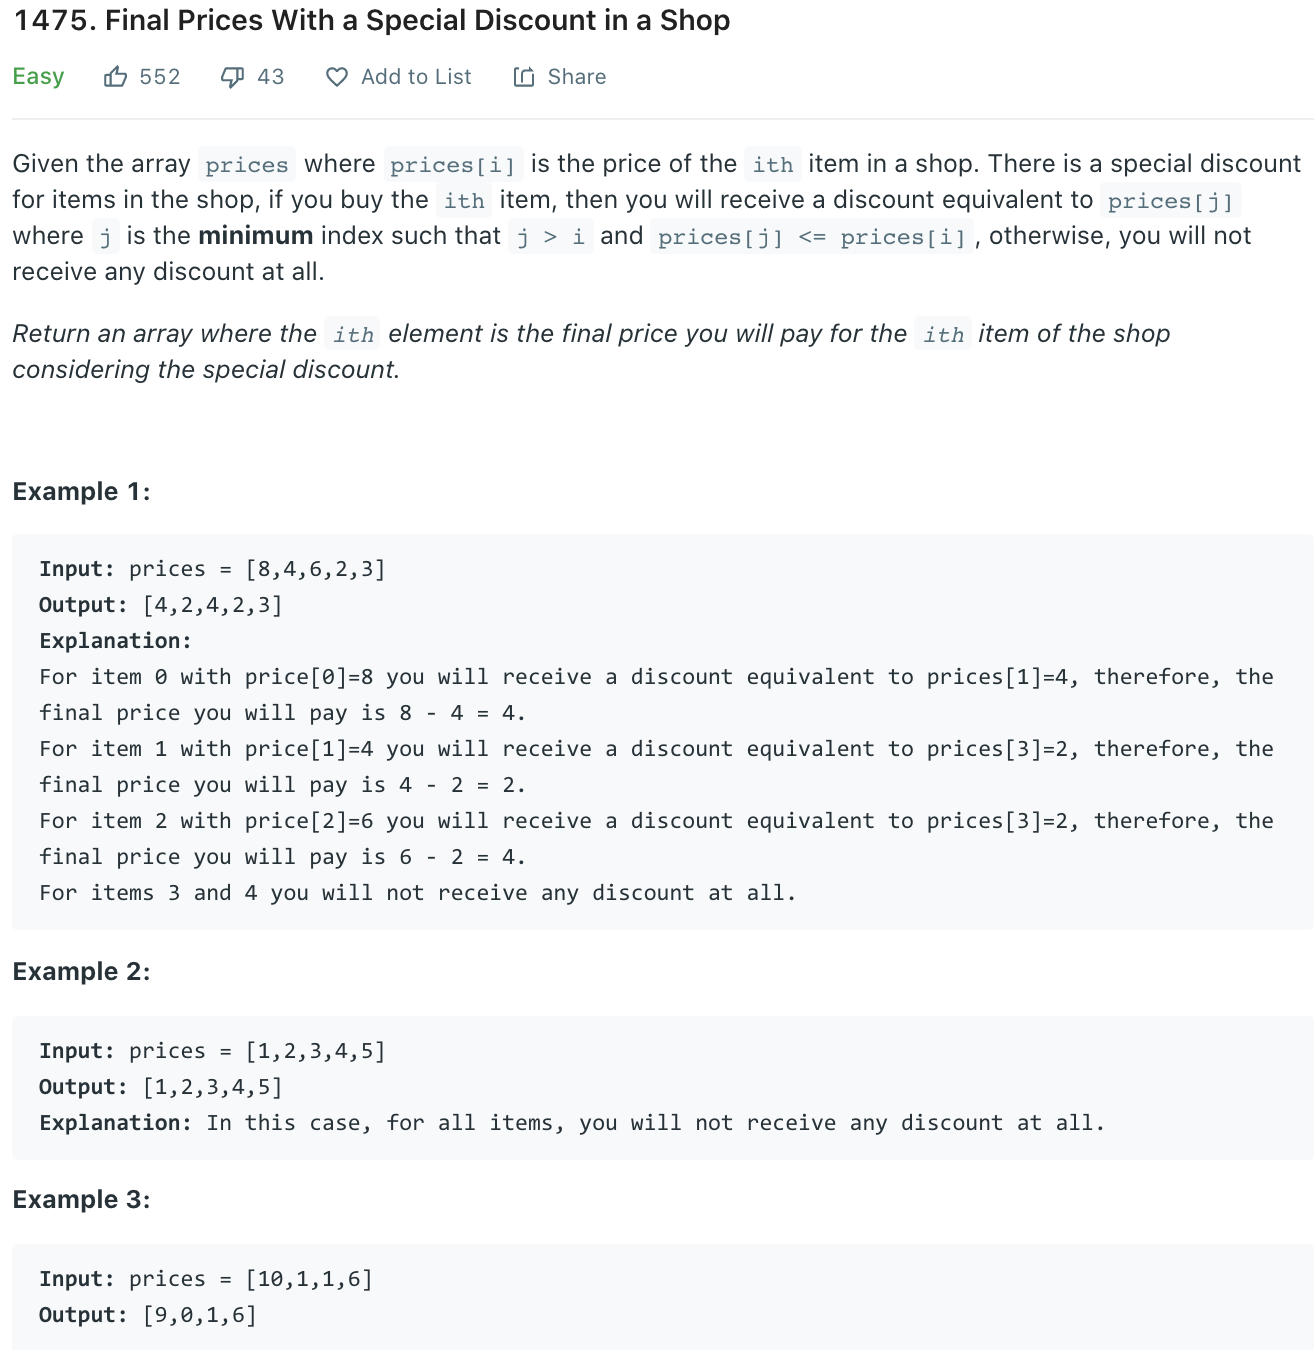 1475. Final Prices With a Special Discount in a Shop
Easy 552 43 Add to List Share
Given the array prices where prices[i] is the price of the ith item in a shop. There is a special discount
for items in the shop, if you buy the ith item, then you will receive a discount equivalent to prices[j]
where j is the minimum index such that j > i and prices[j] <= prices[i], otherwise, you will not
receive any discount at all.
Return an array where the ith element is the final price you will pay for the ith item of the shop
considering the special discount.
Example 1:
Input: prices = [8,4,6,2,3]
Output: [4,2,4,2,3]
Explanation:
For item 0 with price[0]=8 you will receive a discount equivalent to prices[1]=4, therefore, the
final price you will pay is 8 - 4 = 4.
For item 1 with price[1]=4 you will receive a discount equivalent to prices[3]=2, therefore, the
final price you will pay is 4 - 2 = 2.
For item 2 with price[2]=6 you will receive a discount equivalent to prices[3]=2, therefore, the
final price you will pay is 6 - 2 = 4.
For items 3 and 4 you will not receive any discount at all.
Example 2:
Input: prices = [1,2,3,4,5]
Output: [1,2,3,4,5]
Explanation: In this case, for all items, you will not receive any discount at all.
Example 3:
Input: prices = [10,1,1,6]
Output: [9,0,1,6]